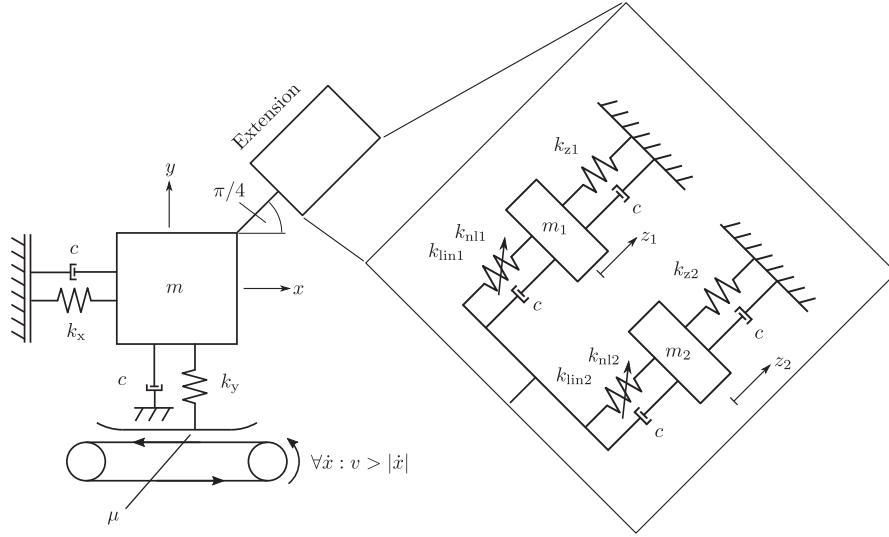 Extension
y
π/4
c
m
x
k_x
c
k_y
∀ẋ : v > |ẋ|
μ
k_z1
c
m_1
z_1
k_nl1
k_lin1
c
k_z2
c
m_2
z_2
k_nl2
k_lin2
c